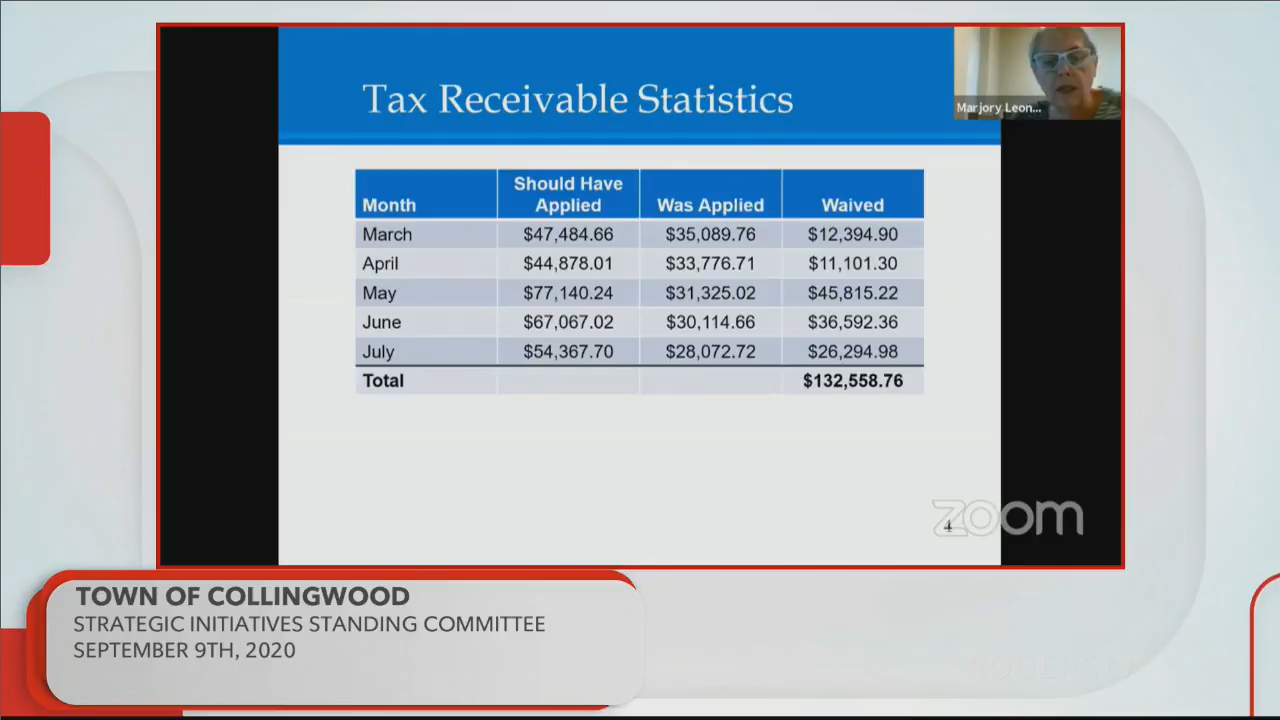 Tax Receivable Statistics
Marjory Leon...
Month Should Have Applied Was Applied Waived
March $47,484.66 $35,089.76 $12,394.90
April $44,878.01 $33,776.71 $11,101.30
May $77,140.24 $31,325.02 $45,815.22
June $67,067.02 $30,114.66 $36,592.36
July $54,367.70 $28,072.72 $26,294.98
Total $132,558.76
zoom
4
TOWN OF COLLINGWOOD
STRATEGIC INITIATIVES STANDING COMMITTEE
SEPTEMBER 9TH, 2020